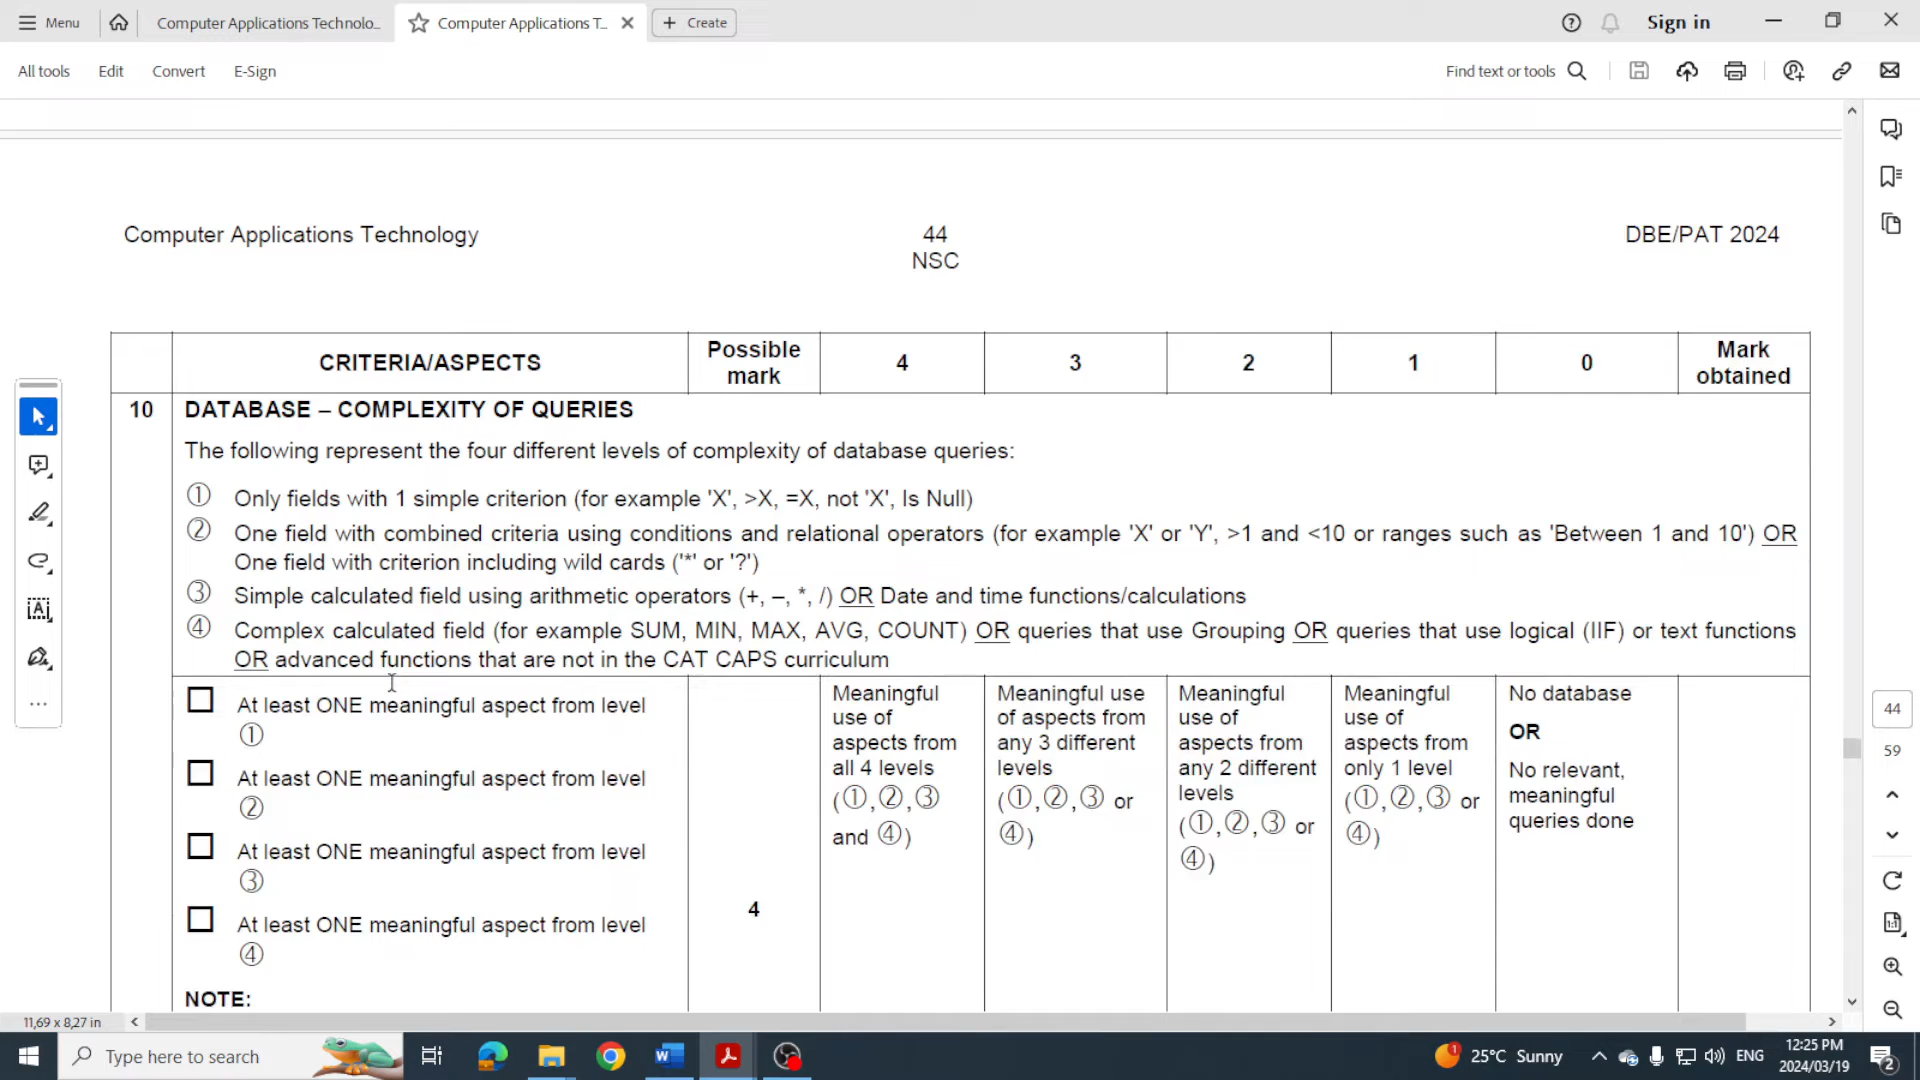 Menu
Computer Applications Technolo...
Computer Applications T...
Create
Sign in
All tools
Edit
Convert
E-Sign
Find text or tools
Computer Applications Technology
44
NSC
DBE/PAT 2024
CRITERIA/ASPECTS
Possible
mark
4
3
2
1
0
Mark
obtained
10
DATABASE – COMPLEXITY OF QUERIES
The following represent the four different levels of complexity of database queries:
① Only fields with 1 simple criterion (for example 'X', >X, =X, not 'X', Is Null)
② One field with combined criteria using conditions and relational operators (for example 'X' or 'Y', >1 and <10 or ranges such as 'Between 1 and 10') OR
One field with criterion including wild cards ('*' or '?')
③ Simple calculated field using arithmetic operators (+, –, *, /) OR Date and time functions/calculations
④ Complex calculated field (for example SUM, MIN, MAX, AVG, COUNT) OR queries that use Grouping OR queries that use logical (IIF) or text functions
OR advanced functions that are not in the CAT CAPS curriculum
At least ONE meaningful aspect from level
①
At least ONE meaningful aspect from level
②
At least ONE meaningful aspect from level
③
At least ONE meaningful aspect from level
④
NOTE:
4
Meaningful
use of
aspects from
all 4 levels
(①,②,③
and ④)
Meaningful use
of aspects from
any 3 different
levels
(①,②,③ or
④)
Meaningful
use of
aspects from
any 2 different
levels
(①,②,③ or
④)
Meaningful
use of
aspects from
only 1 level
(①,②,③ or
④)
No database
OR
No relevant,
meaningful
queries done
44
59
11,69 x 8,27 in
Type here to search
25°C Sunny
ENG
12:25 PM
2024/03/19
2